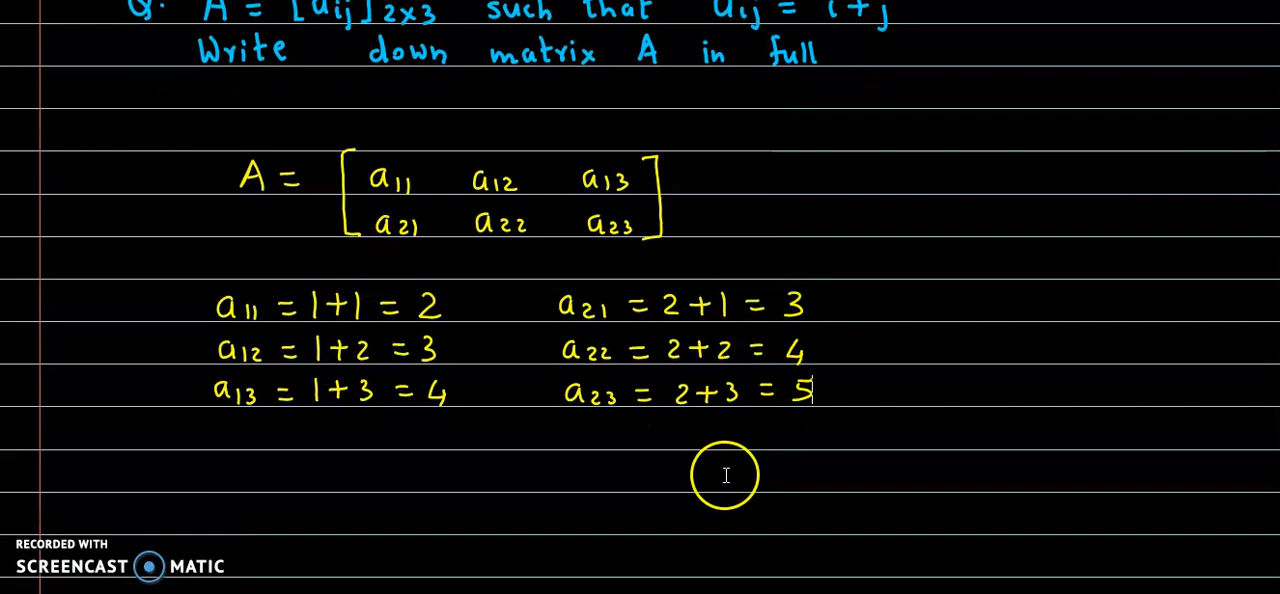 Q. A = [aij]2×3 such that aij = i+j
Write down matrix A in full
A = [a11 a12 a13
a21 a22 a23]
a11 = 1+1 = 2 a21 = 2+1 = 3
a12 = 1+2 = 3 a22 = 2+2 = 4
a13 = 1+3 = 4 a23 = 2+3 = 5
RECORDED WITH
SCREENCAST MATIC